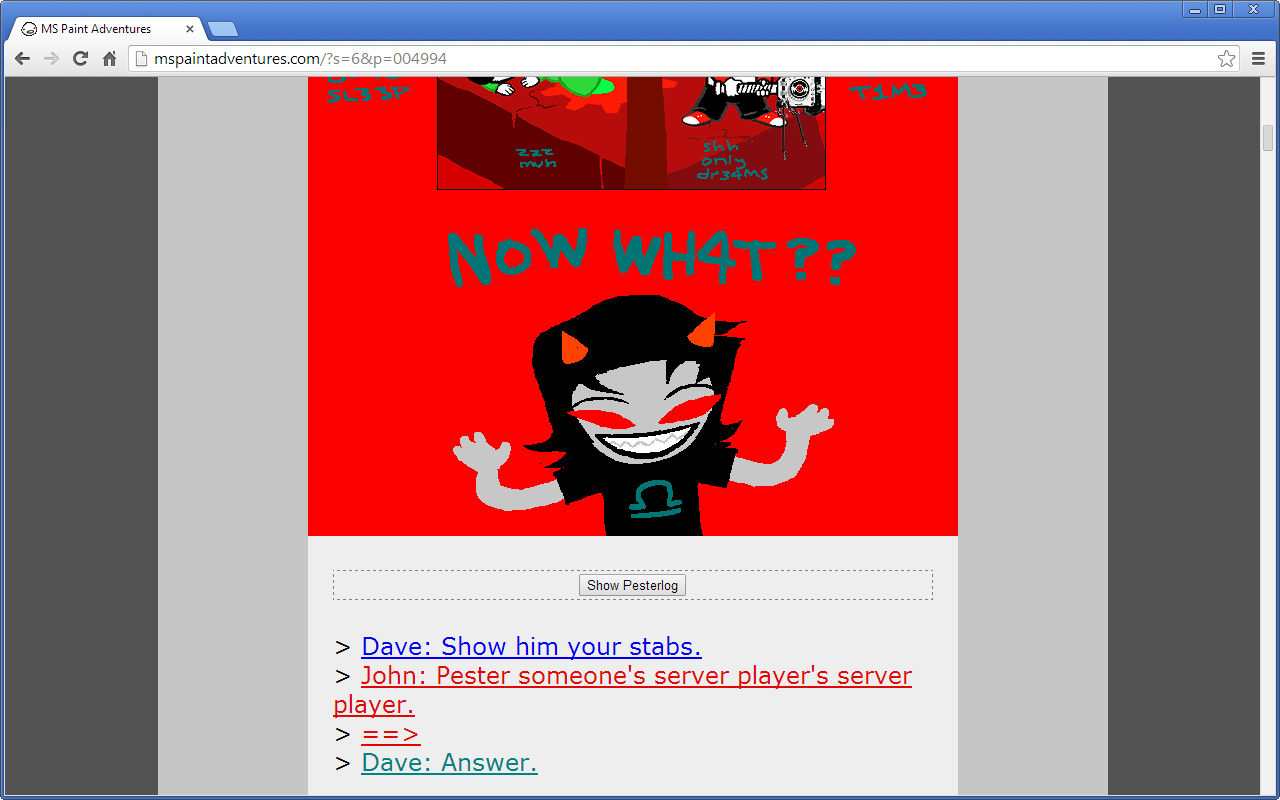 MS Paint Adventures
mspaintadventures.com/?s=6&p=004994
SL33P
T1M3
zzz
shh
only
dr34ms
NOW WH4T??
Show Pesterlog
> Dave: Show him your stabs.
> John: Pester someone's server player's server
player.
> ==>
> Dave: Answer.